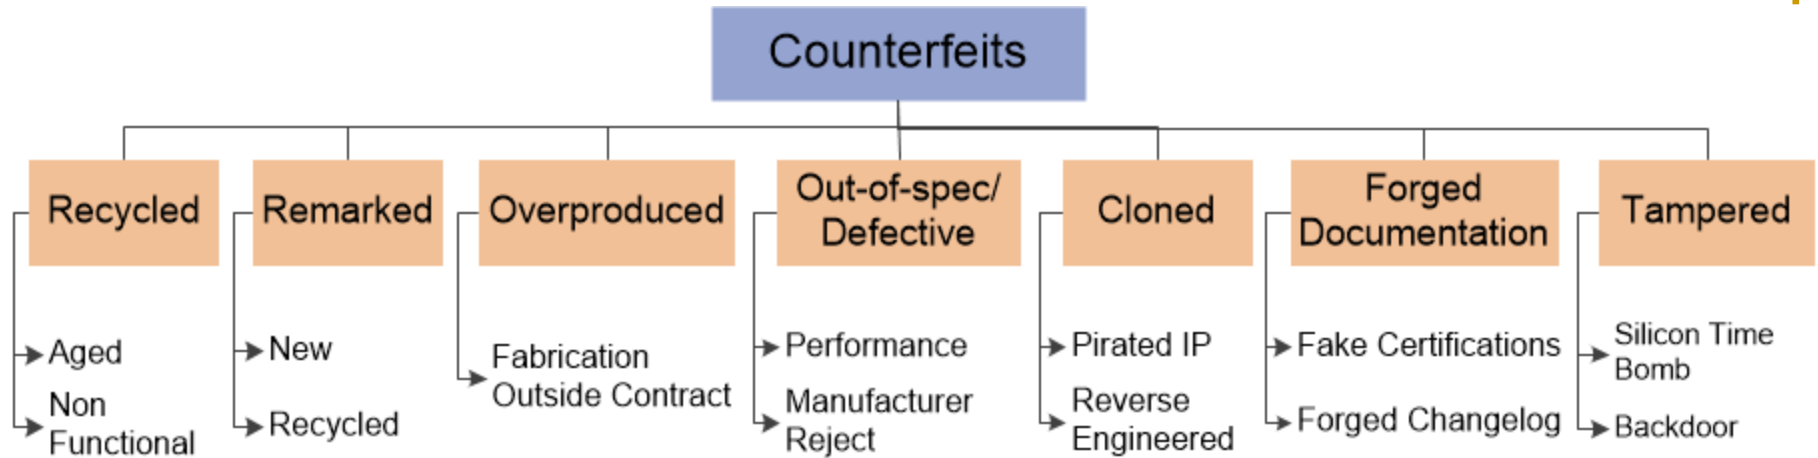 Counterfeits
Recycled
Aged
Non
Functional
Remarked
New
Recycled
Overproduced
Fabrication
Outside Contract
Out-of-spec/
Defective
Performance
Manufacturer
Reject
Cloned
Pirated IP
Reverse
Engineered
Forged
Documentation
Fake Certifications
Forged Changelog
Tampered
Silicon Time
Bomb
Backdoor